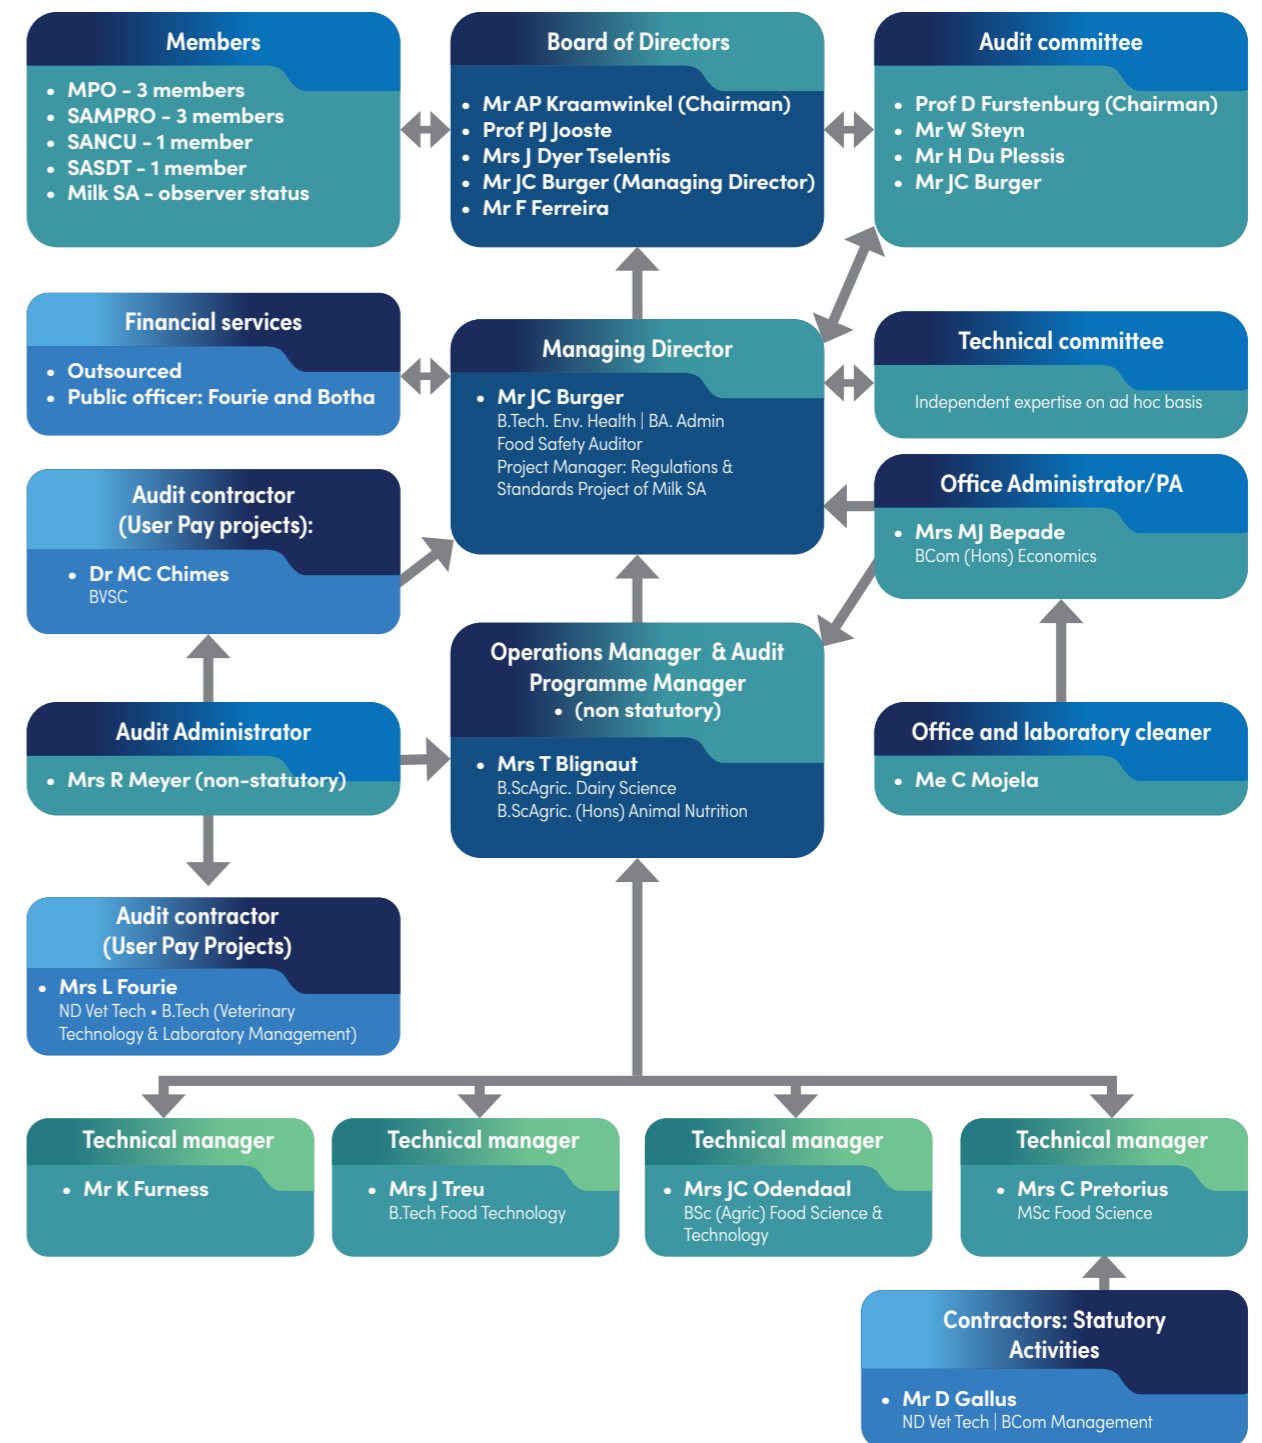 Members
• MPO - 3 members
• SAMPRO - 3 members
• SANCU - 1 member
• SASDT - 1 member
• Milk SA - observer status
Board of Directors
• Mr AP Kraamwinkel (Chairman)
• Prof PJ Jooste
• Mrs J Dyer Tselentis
• Mr JC Burger (Managing Director)
• Mr F Ferreira
Audit committee
• Prof D Furstenburg (Chairman)
• Mr W Steyn
• Mr H Du Plessis
• Mr JC Burger
Financial services
• Outsourced
• Public officer: Fourie and Botha
Managing Director
• Mr JC Burger
B.Tech. Env. Health | BA. Admin
Food Safety Auditor
Project Manager: Regulations &
Standards Project of Milk SA
Technical committee
Independent expertise on ad hoc basis
Audit contractor
(User Pay projects):
• Dr MC Chimes
BVSC
Office Administrator/PA
• Mrs MJ Bepade
BCom (Hons) Economics
Operations Manager & Audit
Programme Manager
• (non statutory)
• Mrs T Blignaut
B.ScAgric. Dairy Science
B.ScAgric. (Hons) Animal Nutrition
Audit Administrator
• Mrs R Meyer (non-statutory)
Office and laboratory cleaner
• Me C Mojela
Audit contractor
(User Pay Projects)
• Mrs L Fourie
ND Vet Tech • B.Tech (Veterinary
Technology & Laboratory Management)
Technical manager
• Mr K Furness
Technical manager
• Mrs J Treu
B.Tech Food Technology
Technical manager
• Mrs JC Odendaal
BSc (Agric) Food Science &
Technology
Technical manager
• Mrs C Pretorius
MSc Food Science
Contractors: Statutory
Activities
• Mr D Gallus
ND Vet Tech | BCom Management